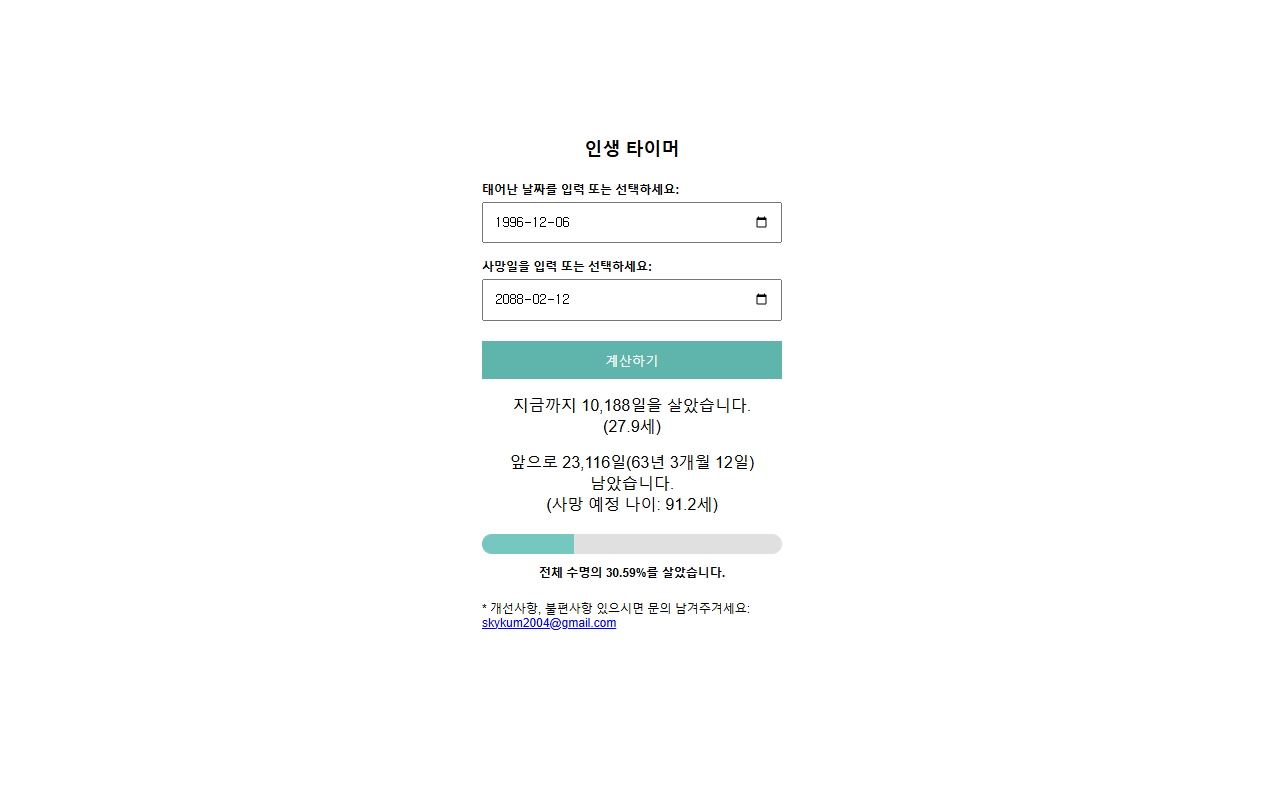 인생 타이머
태어난 날짜를 입력 또는 선택하세요:
1996-12-06
사망일을 입력 또는 선택하세요:
2088-02-12
계산하기
지금까지 10,188일을 살았습니다.
(27.9세)
앞으로 23,116일(63년 3개월 12일)
남았습니다.
(사망 예정 나이: 91.2세)
전체 수명의 30.59%를 살았습니다.
* 개선사항, 불편사항 있으시면 문의 남겨주겨세요:
skykum2004@gmail.com